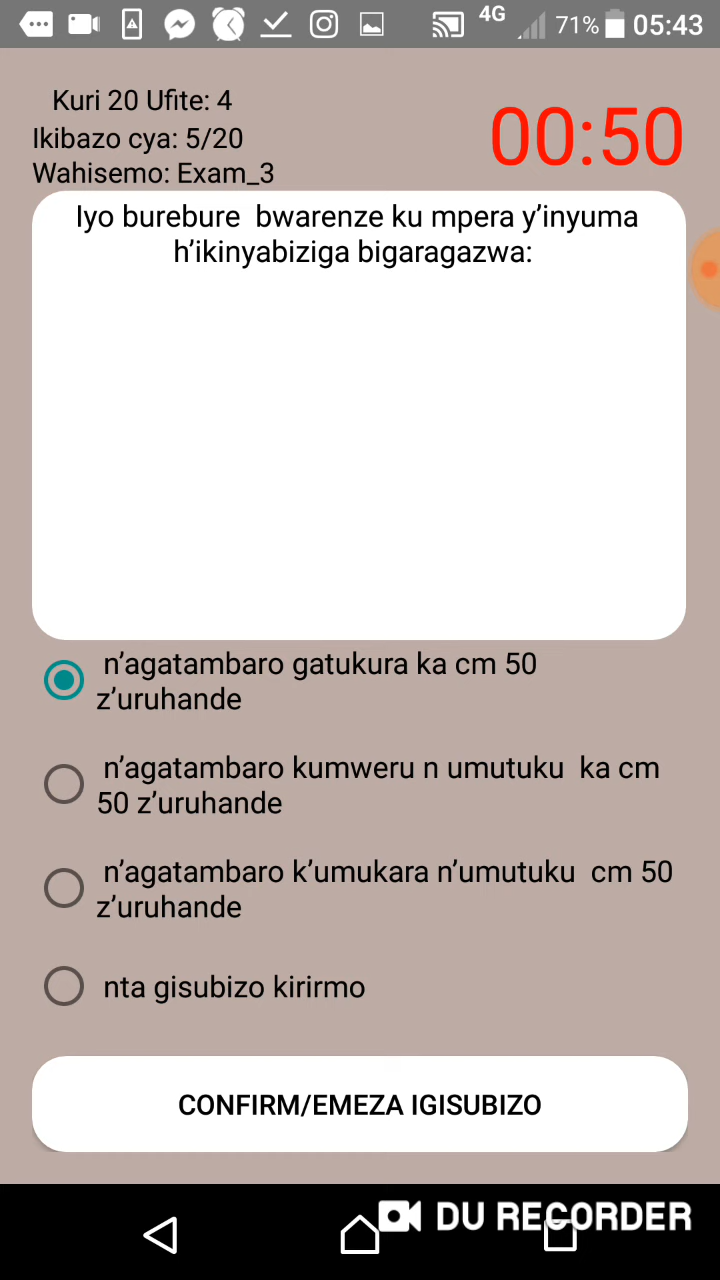 4G 71% 05:43
Kuri 20 Ufite: 4
00:50
Ikibazo cya: 5/20
Wahisemo: Exam_3
Iyo burebure bwarenze ku mpera y’inyuma
h’ikinyabiziga bigaragazwa:
n’agatambaro gatukura ka cm 50
z’uruhande
n’agatambaro kumweru n umutuku ka cm
50 z’uruhande
n’agatambaro k’umukara n’umutuku cm 50
z’uruhande
nta gisubizo kirirmo
CONFIRM/EMEZA IGISUBIZO
DU RECORDER